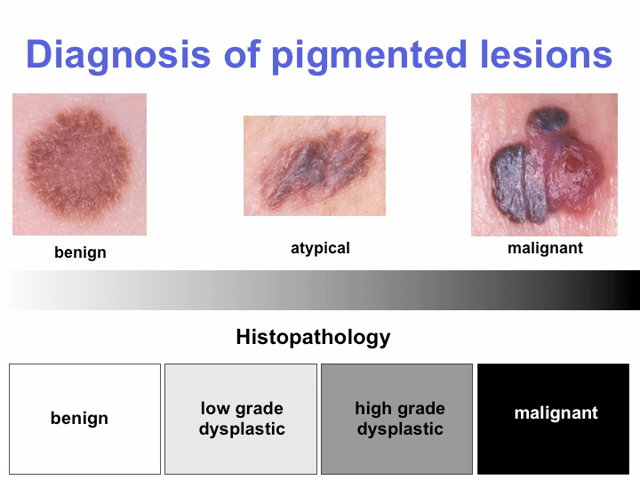 Diagnosis of pigmented lesions
benign
atypical
malignant
Histopathology
benign
low grade
dysplastic
high grade
dysplastic
malignant